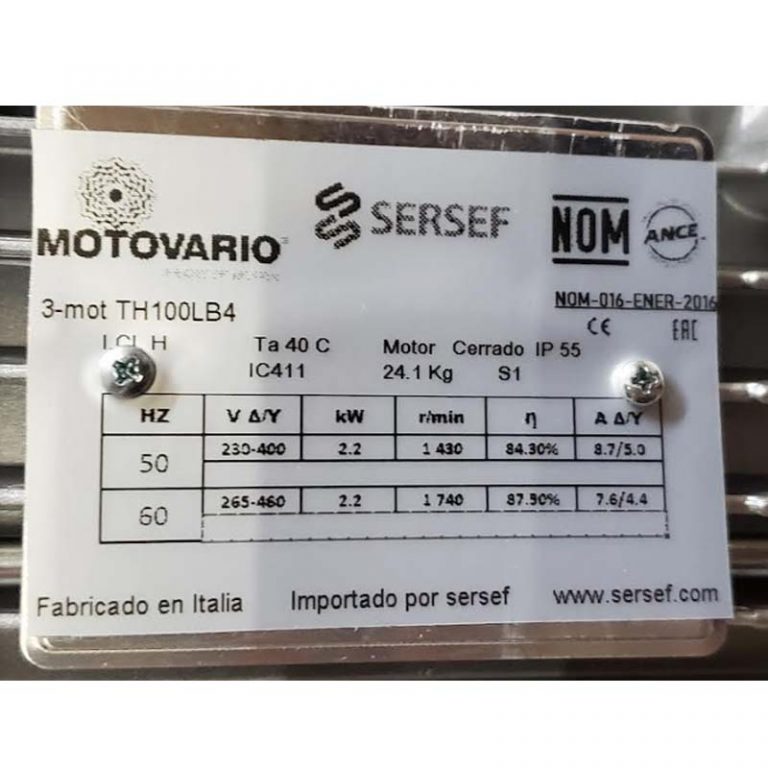 MOTOVARIO
SERSEF
NOM
ANCE
NOM-016-ENER-2016
3-mot TH100LB4
CE EAC
I.CL H Ta 40 C Motor Cerrado IP 55
IC411 24.1 Kg S1
HZ V Δ/Y kW r/min η A Δ/Y
50 230-400 2.2 1 430 84.30% 8.7/5.0
60 265-460 2.2 1 740 87.50% 7.6/4.4
Fabricado en Italia Importado por sersef www.sersef.com